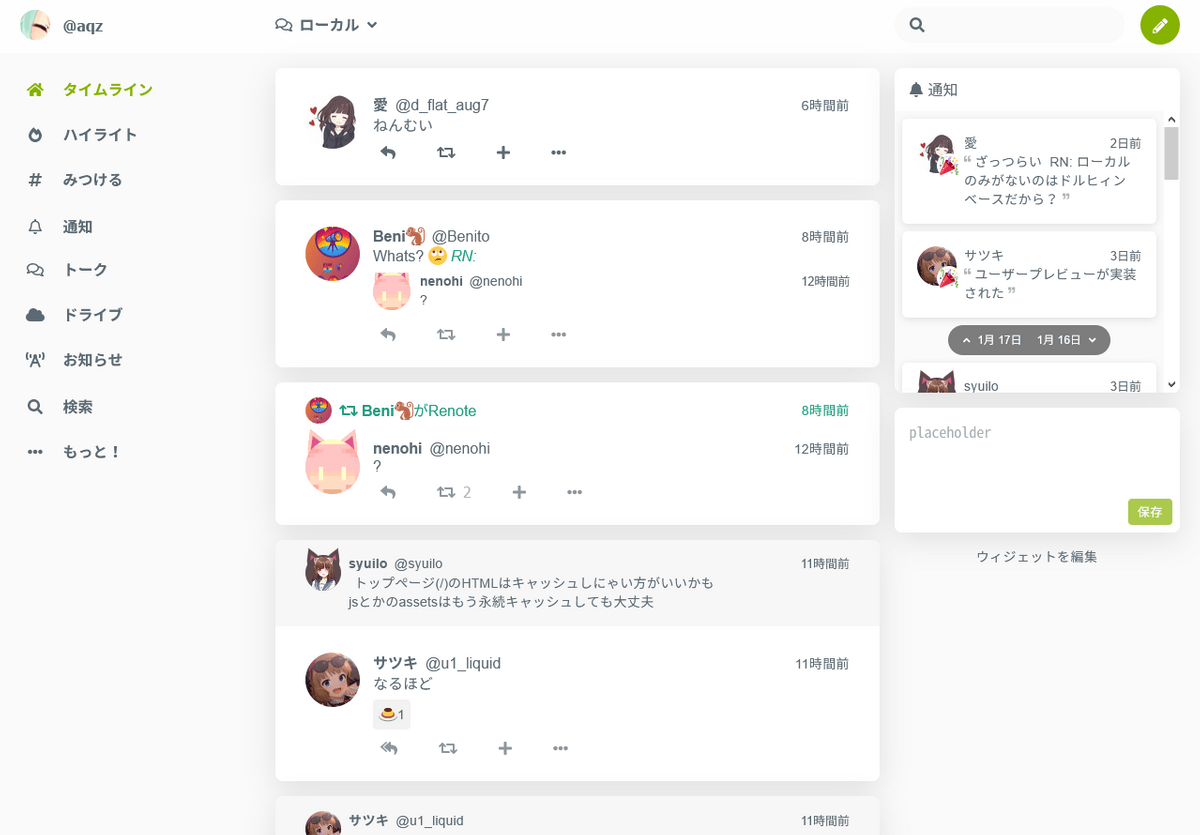 @aqz
ローカル
タイムライン
ハイライト
みつける
通知
トーク
ドライブ
お知らせ
検索
もっと！
愛 @d_flat_aug7 6時間前
ねんむい
Beni🐿️ @Benito 8時間前
Whats? 🙄 RN:
nenohi @nenohi 12時間前
?
Beni🐿️がRenote 8時間前
nenohi @nenohi 12時間前
?
2
syuilo @syuilo 11時間前
トップページ(/)のHTMLはキャッシュしにゃい方がいいかも
jsとかのassetsはもう永続キャッシュしても大丈夫
サツキ @u1_liquid 11時間前
なるほど
🍮1
サツキ @u1_liquid 11時間前
通知
愛 2日前
❝ ざっつらい RN: ローカル
のみがないのはドルヒィン
ベースだから？ ❞
サツキ 3日前
❝ ユーザープレビューが実装
された ❞
1月 17日 1月 16日
syuilo 3日前
placeholder
保存
ウィジェットを編集